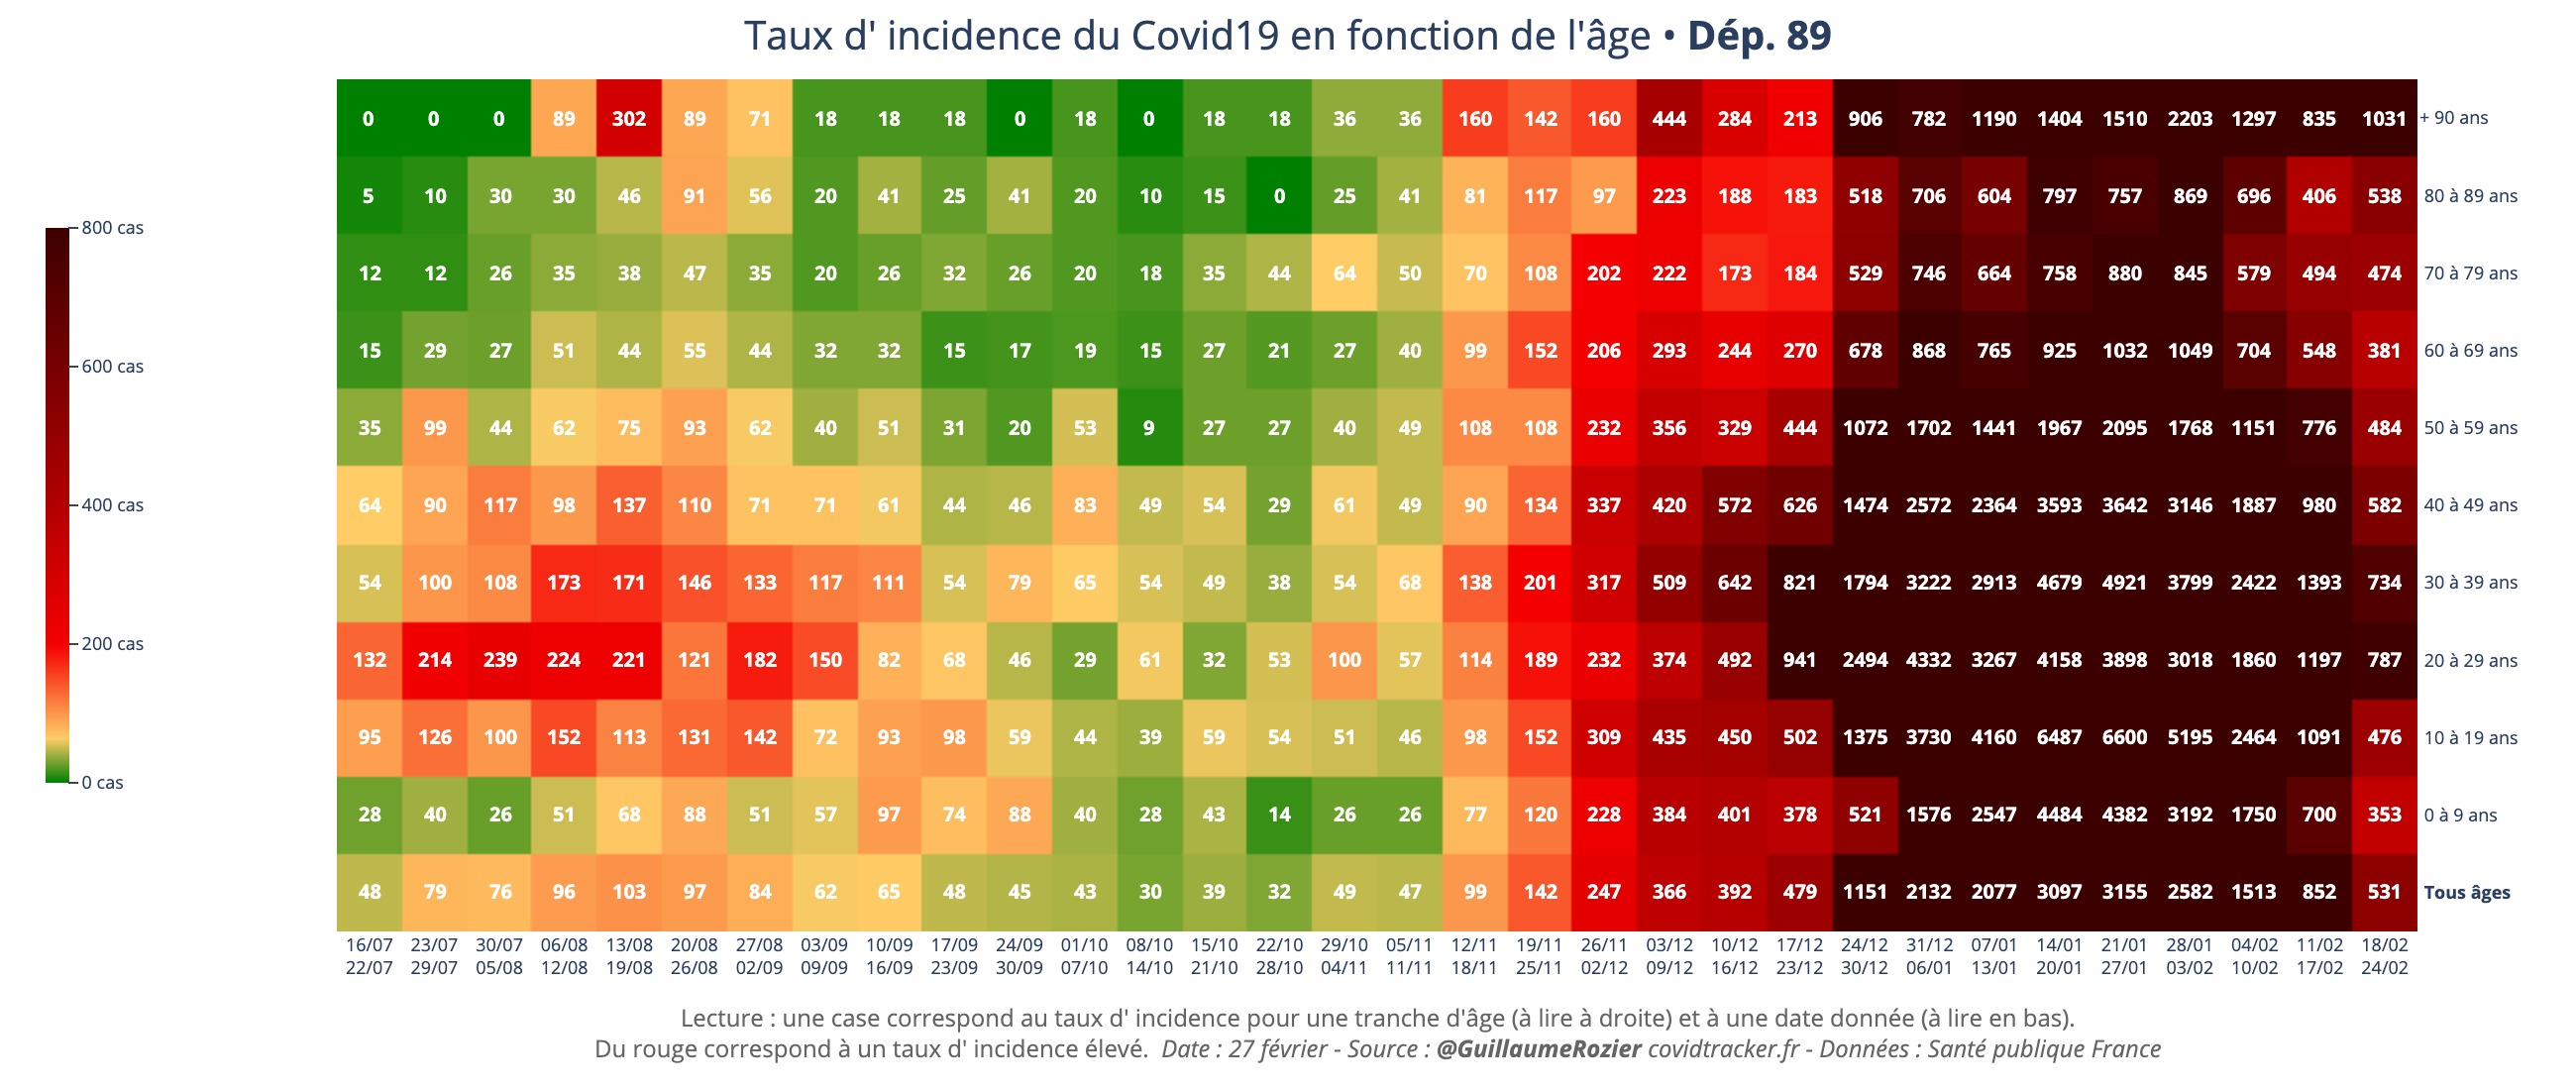 Taux d' incidence du Covid19 en fonction de l'âge • Dép. 89
0 0 0 89 302 89 71 18 18 18 0 18 0 18 18 36 36 160 142 160 444 284 213 906 782 1190 1404 1510 2203 1297 835 1031 + 90 ans
5 10 30 30 46 91 56 20 41 25 41 20 10 15 0 25 41 81 117 97 223 188 183 518 706 604 797 757 869 696 406 538 80 à 89 ans
800 cas
12 12 26 35 38 47 35 20 26 32 26 20 18 35 44 64 50 70 108 202 222 173 184 529 746 664 758 880 845 579 494 474 70 à 79 ans
15 29 27 51 44 55 44 32 32 15 17 19 15 27 21 27 40 99 152 206 293 244 270 678 868 765 925 1032 1049 704 548 381 60 à 69 ans
600 cas
35 99 44 62 75 93 62 40 51 31 20 53 9 27 27 40 49 108 108 232 356 329 444 1072 1702 1441 1967 2095 1768 1151 776 484 50 à 59 ans
400 cas
64 90 117 98 137 110 71 71 61 44 46 83 49 54 29 61 49 90 134 337 420 572 626 1474 2572 2364 3593 3642 3146 1887 980 582 40 à 49 ans
54 100 108 173 171 146 133 117 111 54 79 65 54 49 38 54 68 138 201 317 509 642 821 1794 3222 2913 4679 4921 3799 2422 1393 734 30 à 39 ans
200 cas
132 214 239 224 221 121 182 150 82 68 46 29 61 32 53 100 57 114 189 232 374 492 941 2494 4332 3267 4158 3898 3018 1860 1197 787 20 à 29 ans
95 126 100 152 113 131 142 72 93 98 59 44 39 59 54 51 46 98 152 309 435 450 502 1375 3730 4160 6487 6600 5195 2464 1091 476 10 à 19 ans
0 cas
28 40 26 51 68 88 51 57 97 74 88 40 28 43 14 26 26 77 120 228 384 401 378 521 1576 2547 4484 4382 3192 1750 700 353 0 à 9 ans
48 79 76 96 103 97 84 62 65 48 45 43 30 39 32 49 47 99 142 247 366 392 479 1151 2132 2077 3097 3155 2582 1513 852 531 Tous âges
16/07 23/07 30/07 06/08 13/08 20/08 27/08 03/09 10/09 17/09 24/09 01/10 08/10 15/10 22/10 29/10 05/11 12/11 19/11 26/11 03/12 10/12 17/12 24/12 31/12 07/01 14/01 21/01 28/01 04/02 11/02 18/02
22/07 29/07 05/08 12/08 19/08 26/08 02/09 09/09 16/09 23/09 30/09 07/10 14/10 21/10 28/10 04/11 11/11 18/11 25/11 02/12 09/12 16/12 23/12 30/12 06/01 13/01 20/01 27/01 03/02 10/02 17/02 24/02
Lecture : une case correspond au taux d' incidence pour une tranche d'âge (à lire à droite) et à une date donnée (à lire en bas).
Du rouge correspond à un taux d' incidence élevé. Date : 27 février - Source : @GuillaumeRozier covidtracker.fr - Données : Santé publique France